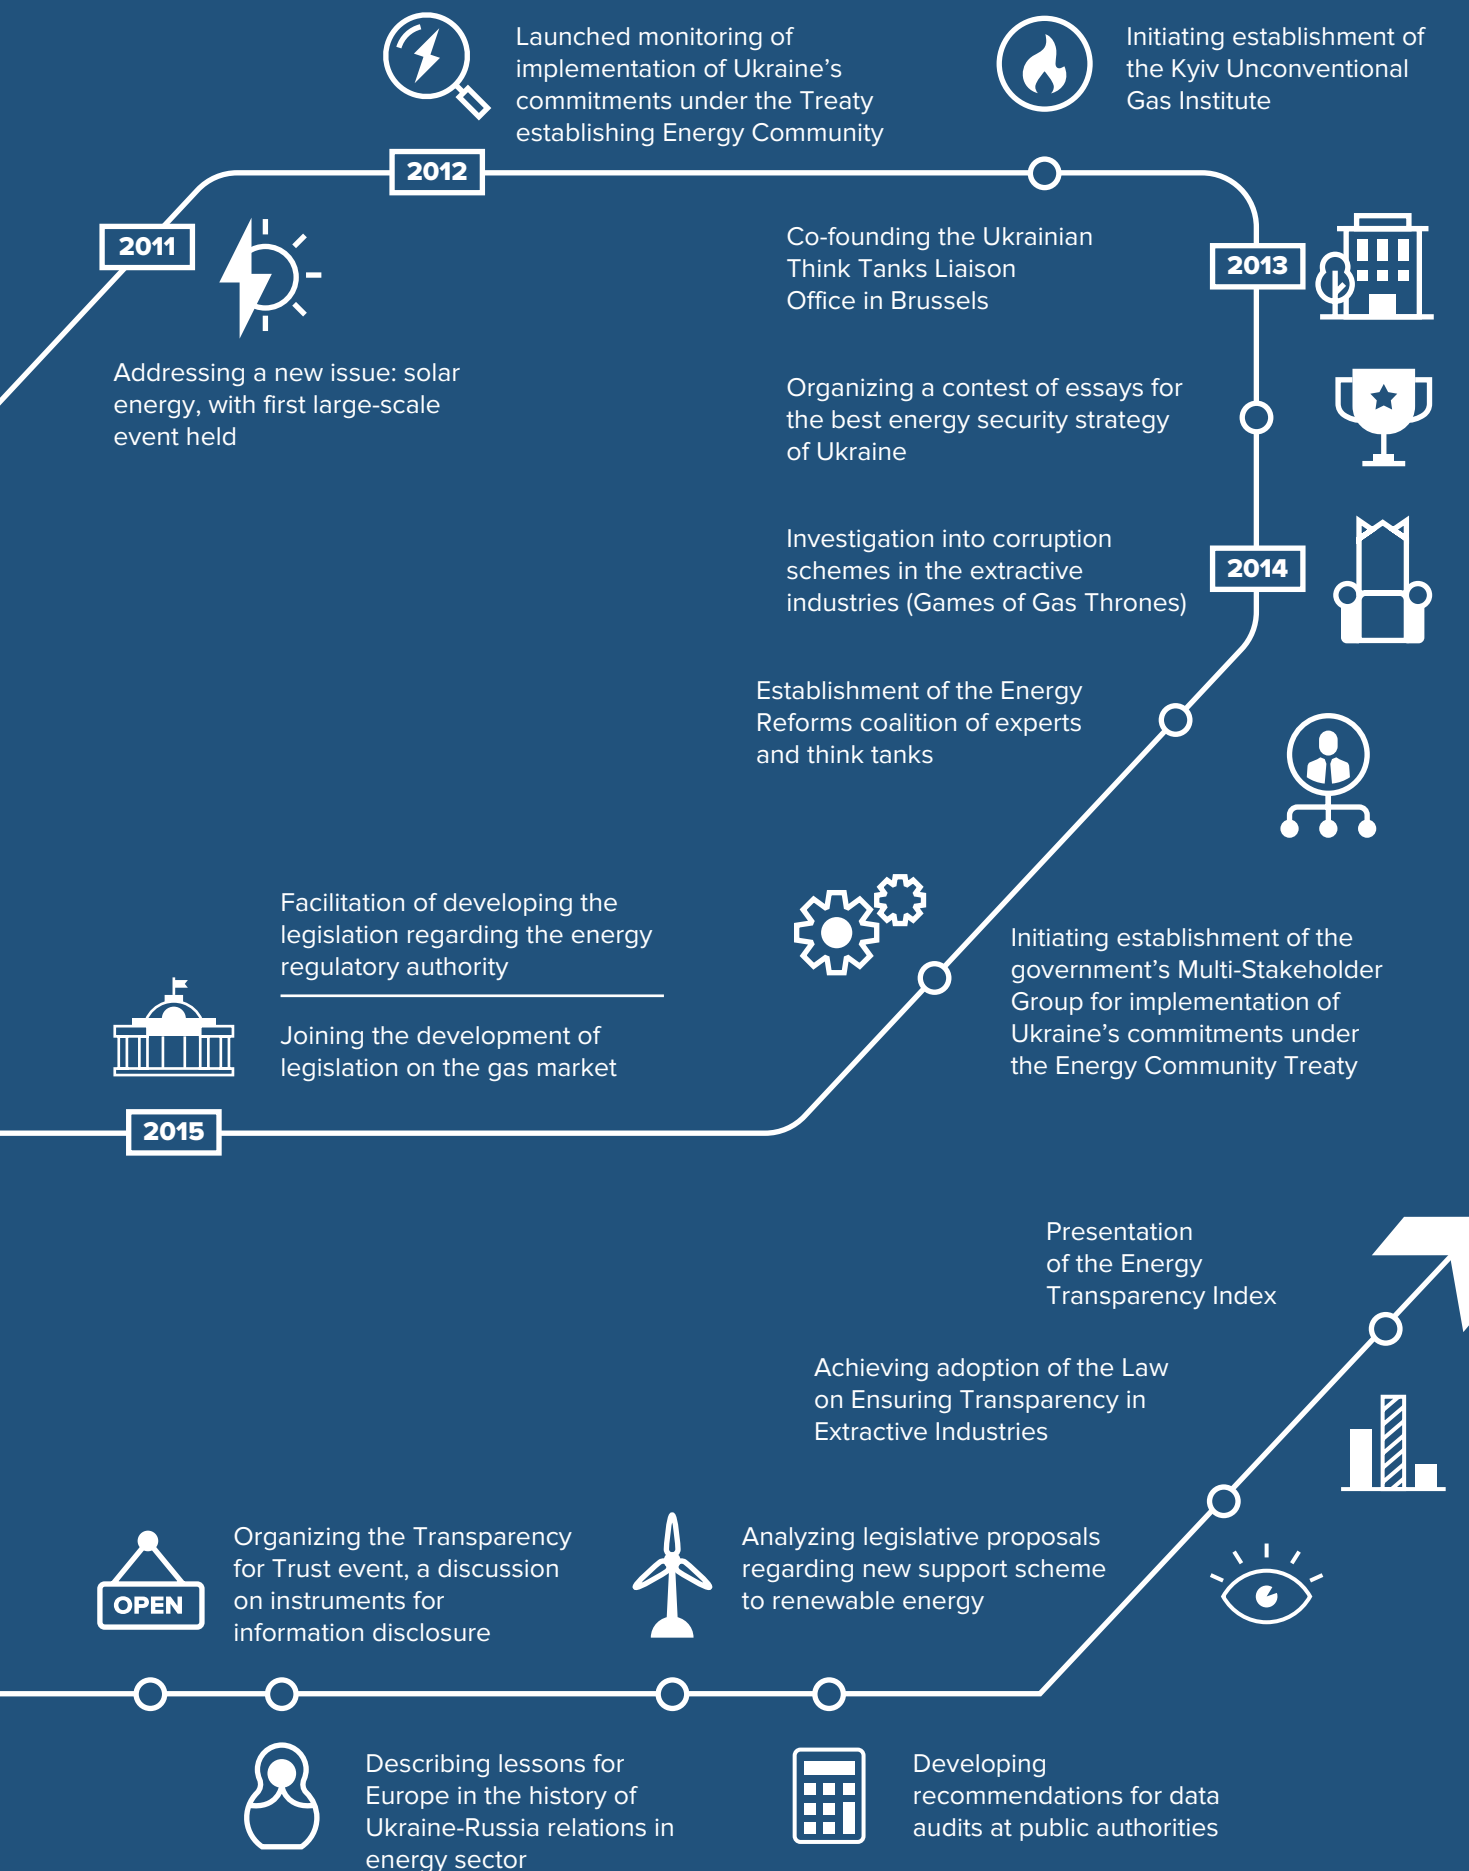 Launched monitoring of
implementation of Ukraine’s
commitments under the Treaty
establishing Energy Community
Initiating establishment of
the Kyiv Unconventional
Gas Institute
2012
2011
Addressing a new issue: solar
energy, with first large-scale
event held
Co-founding the Ukrainian
Think Tanks Liaison
Office in Brussels
2013
Organizing a contest of essays for
the best energy security strategy
of Ukraine
Investigation into corruption
schemes in the extractive
industries (Games of Gas Thrones)
2014
Establishment of the Energy
Reforms coalition of experts
and think tanks
Initiating establishment of the
government’s Multi-Stakeholder
Group for implementation of
Ukraine’s commitments under
the Energy Community Treaty
Facilitation of developing the
legislation regarding the energy
regulatory authority
Joining the development of
legislation on the gas market
2015
Presentation
of the Energy
Transparency Index
Achieving adoption of the Law
on Ensuring Transparency in
Extractive Industries
OPEN
Organizing the Transparency
for Trust event, a discussion
on instruments for
information disclosure
Analyzing legislative proposals
regarding new support scheme
to renewable energy
Describing lessons for
Europe in the history of
Ukraine-Russia relations in
energy sector
Developing
recommendations for data
audits at public authorities